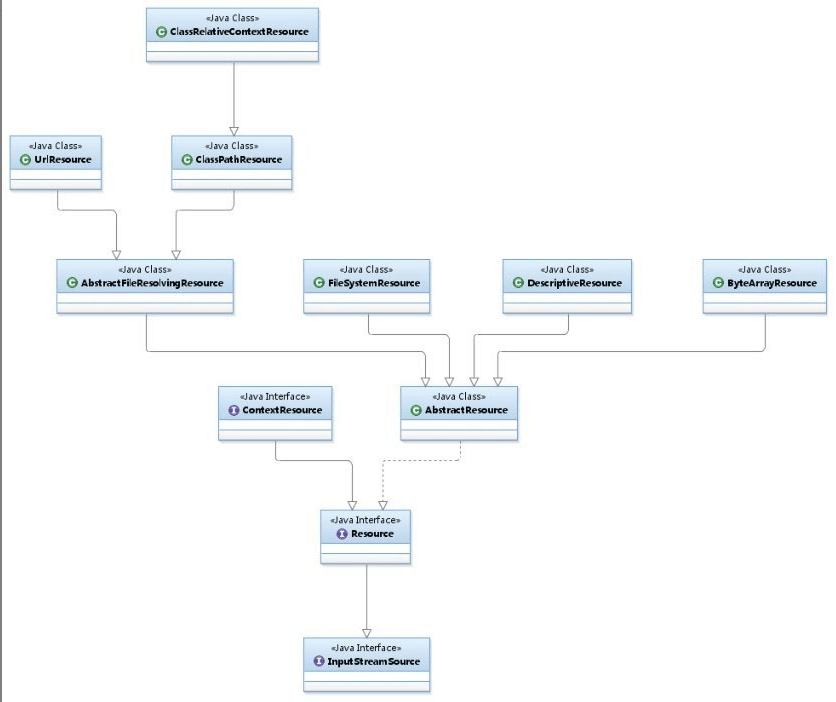 «Java Class»
ClassRelativeContextResource
«Java Class»
UrlResource
«Java Class»
ClassPathResource
«Java Class»
AbstractFileResolvingResource
«Java Class»
FileSystemResource
«Java Class»
DescriptiveResource
«Java Class»
ByteArrayResource
«Java Interface»
ContextResource
«Java Class»
AbstractResource
«Java Interface»
Resource
«Java Interface»
InputStreamSource